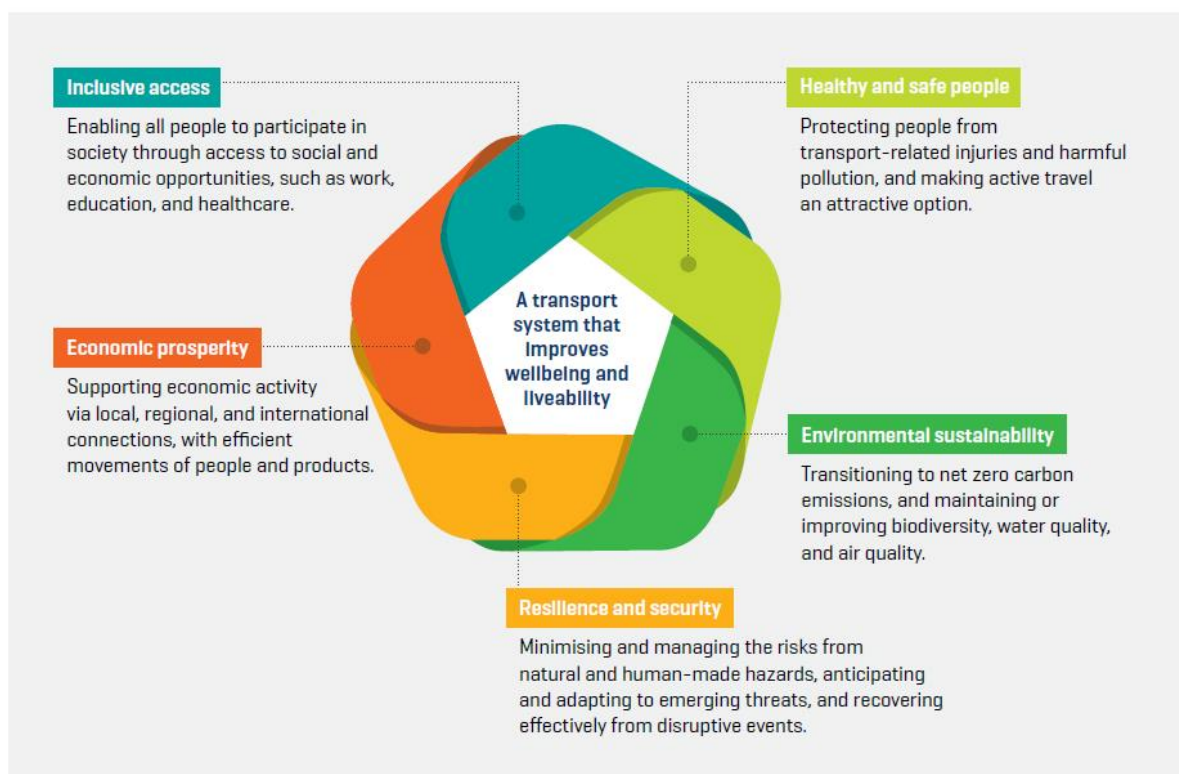 Inclusive access
Enabling all people to participate in
society through access to social and
economic opportunities, such as work,
education, and healthcare.
Healthy and safe people
Protecting people from
transport-related injuries and harmful
pollution, and making active travel
an attractive option.
A transport
system that
improves
wellbeing and
liveability
Economic prosperity
Supporting economic activity
via local, regional, and international
connections, with efficient
movements of people and products.
Environmental sustainability
Transitioning to net zero carbon
emissions, and maintaining or
improving biodiversity, water quality,
and air quality.
Resilience and security
Minimising and managing the risks from
natural and human-made hazards, anticipating
and adapting to emerging threats, and recovering
effectively from disruptive events.